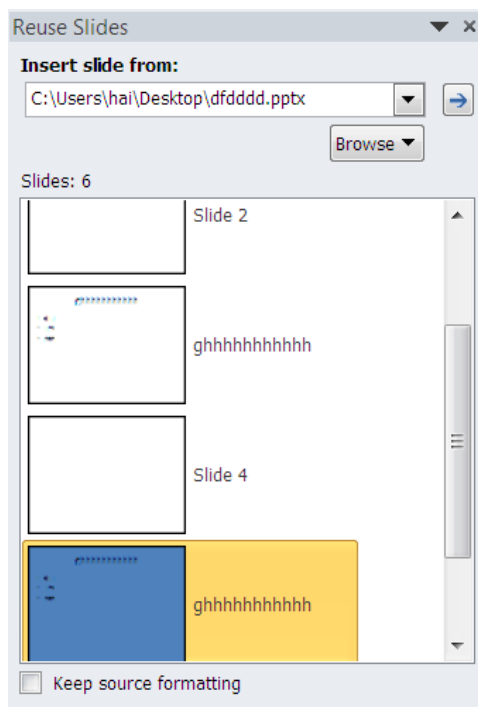 Reuse Slides
Insert slide from:
C:\Users\hai\Desktop\dfdddd.pptx
Browse
Slides: 6
Slide 2
ghhhhhhhhhhh
Slide 4
ghhhhhhhhhhh
Keep source formatting